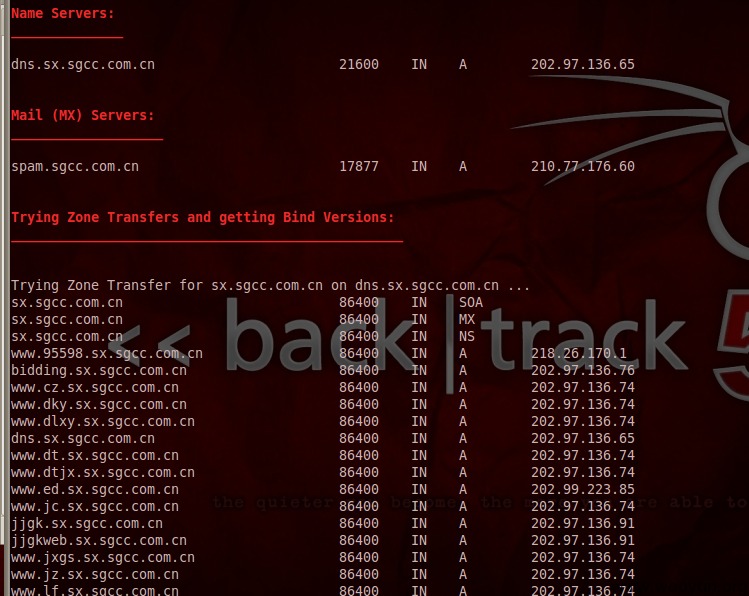 Name Servers:
dns.sx.sgcc.com.cn 21600 IN A 202.97.136.65
Mail (MX) Servers:
spam.sgcc.com.cn 17877 IN A 210.77.176.60
Trying Zone Transfers and getting Bind Versions:
Trying Zone Transfer for sx.sgcc.com.cn on dns.sx.sgcc.com.cn ...
sx.sgcc.com.cn 86400 IN SOA
sx.sgcc.com.cn 86400 IN MX
sx.sgcc.com.cn 86400 IN NS
www.95598.sx.sgcc.com.cn 86400 IN A 218.26.170.1
bidding.sx.sgcc.com.cn 86400 IN A 202.97.136.76
www.cz.sx.sgcc.com.cn 86400 IN A 202.97.136.74
www.dky.sx.sgcc.com.cn 86400 IN A 202.97.136.74
www.dlxy.sx.sgcc.com.cn 86400 IN A 202.97.136.74
dns.sx.sgcc.com.cn 86400 IN A 202.97.136.65
www.dt.sx.sgcc.com.cn 86400 IN A 202.97.136.74
www.dtjx.sx.sgcc.com.cn 86400 IN A 202.97.136.74
www.ed.sx.sgcc.com.cn 86400 IN A 202.99.223.85
www.jc.sx.sgcc.com.cn 86400 IN A 202.97.136.74
jjgk.sx.sgcc.com.cn 86400 IN A 202.97.136.91
jjgkweb.sx.sgcc.com.cn 86400 IN A 202.97.136.91
www.jxgs.sx.sgcc.com.cn 86400 IN A 202.97.136.74
www.jz.sx.sgcc.com.cn 86400 IN A 202.97.136.74
www.lf.sx.sgcc.com.cn 86400 IN A 202.97.136.74
<< back|track 5
the quieter become the able to